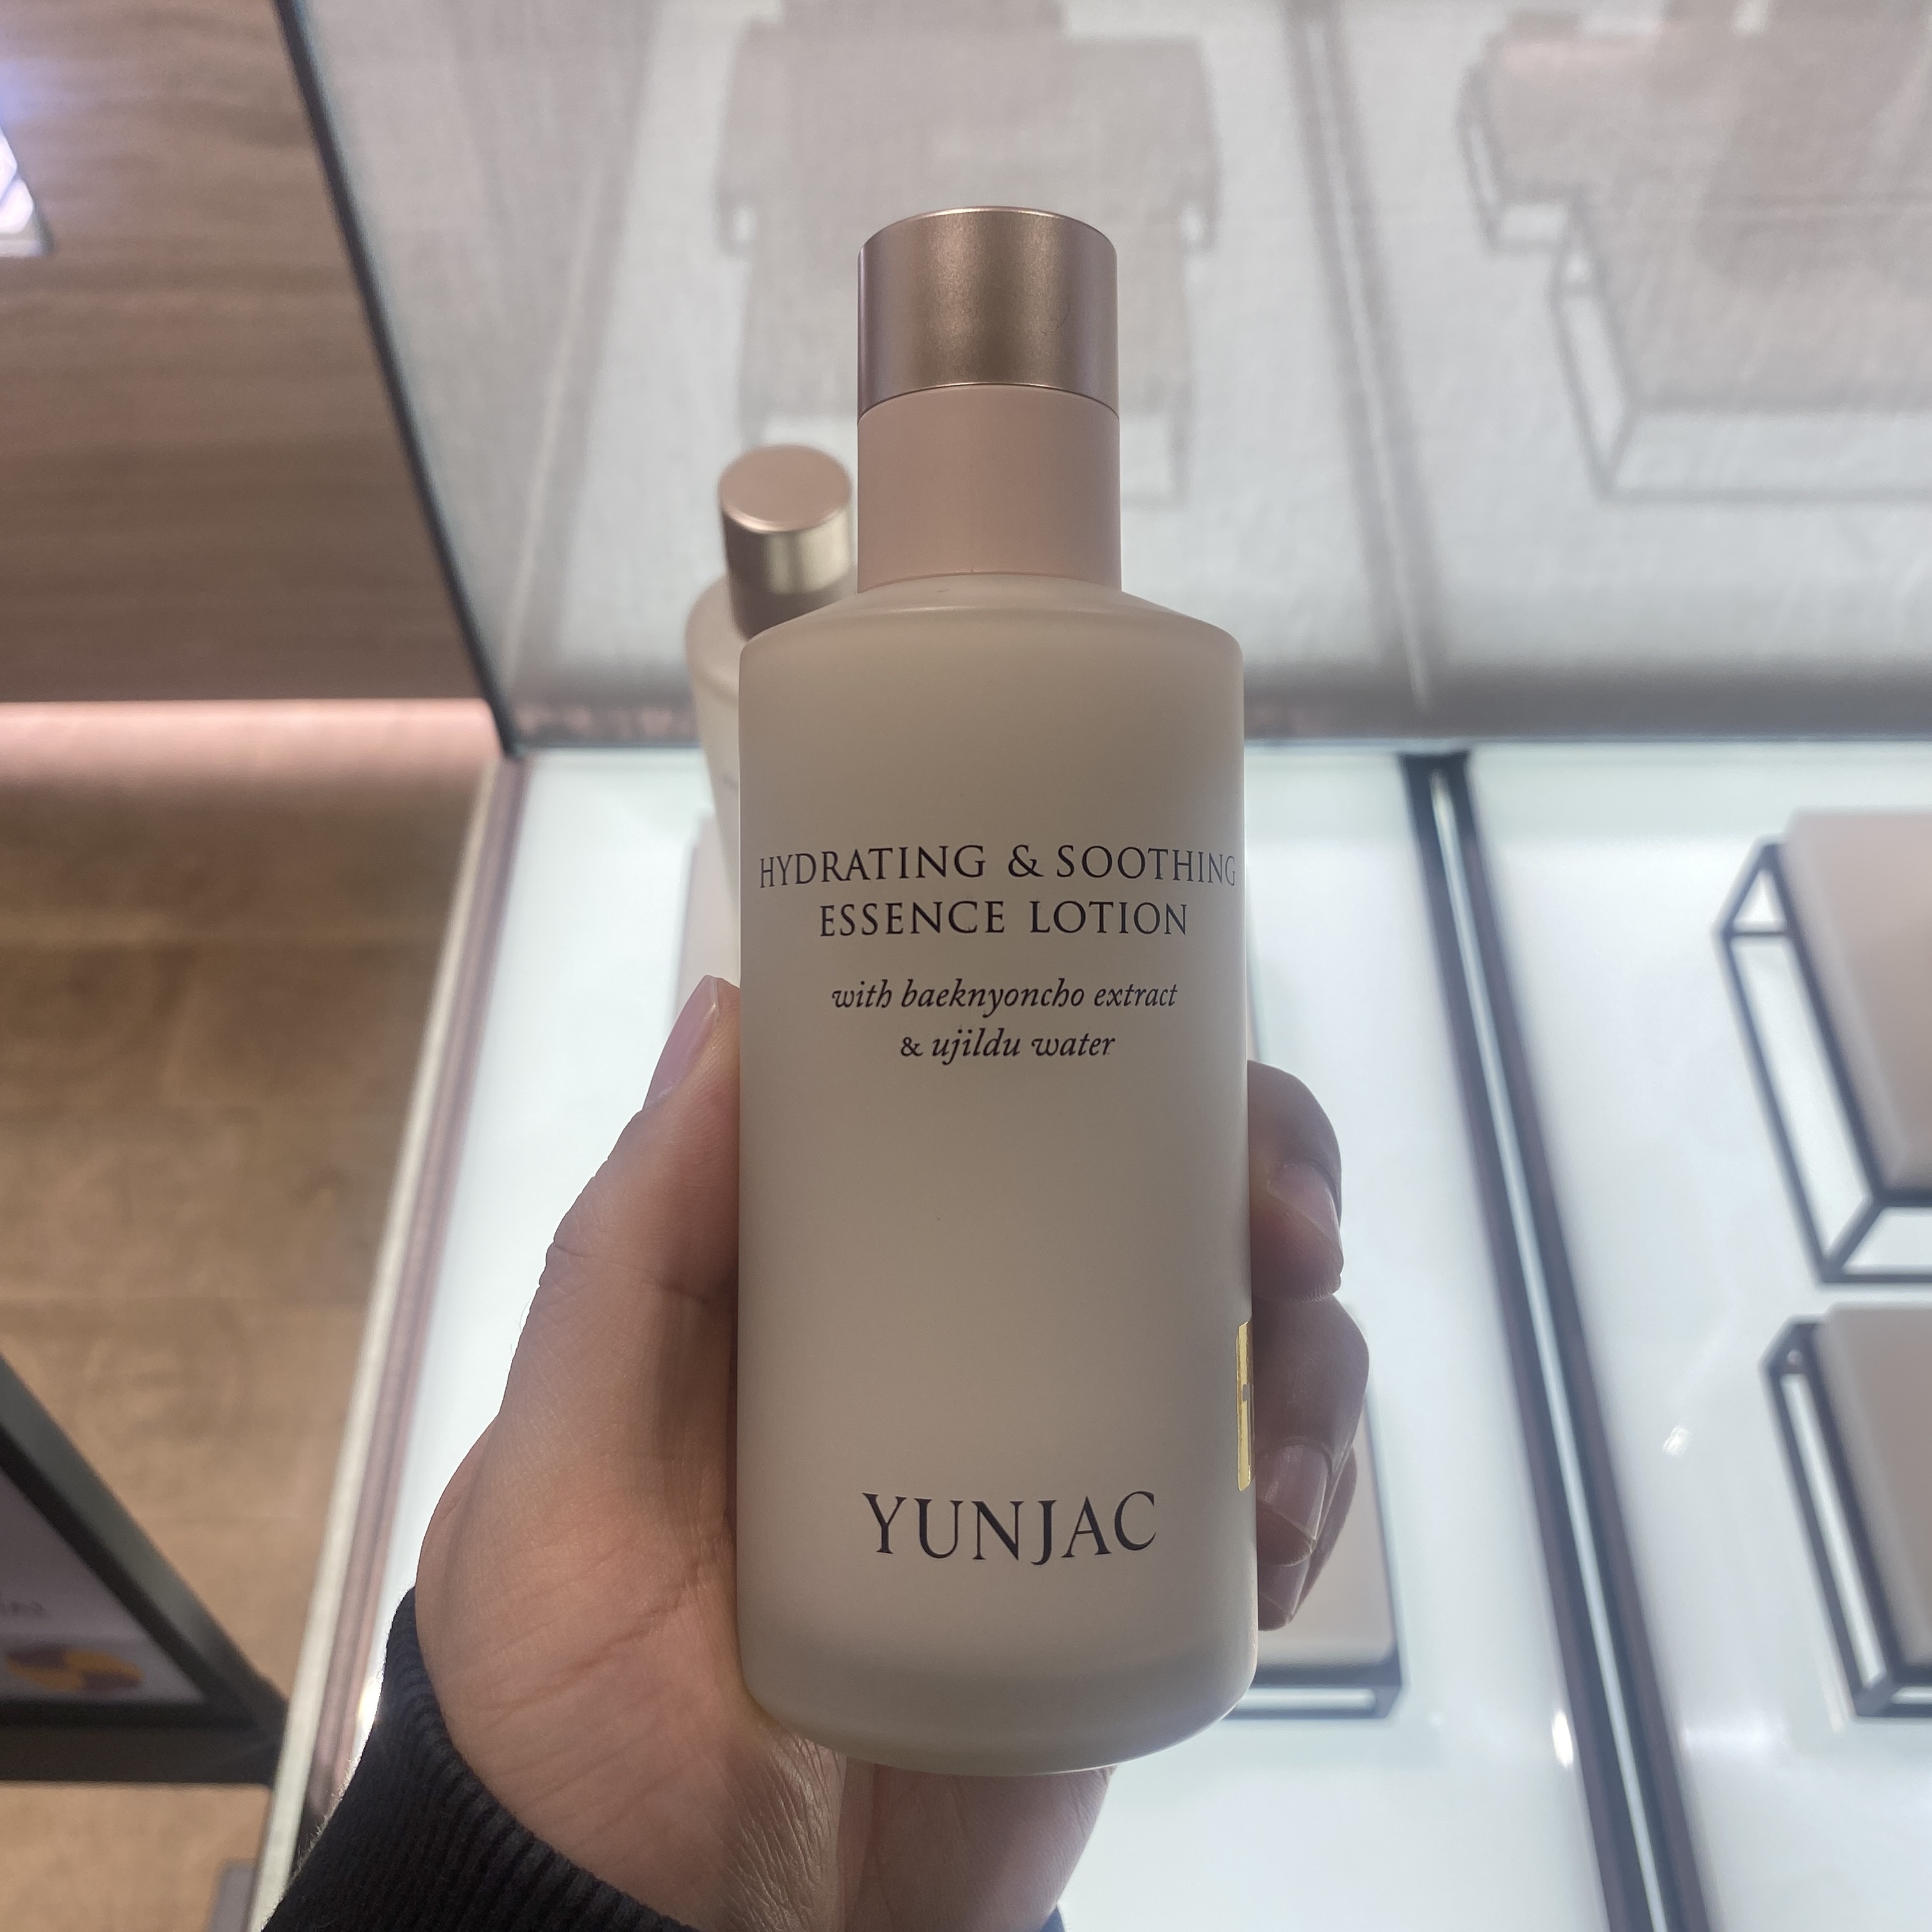 HYDRATING & SOOTHING
ESSENCE LOTION
with baeknyoncho extract
& ujildu water
YUNJAC